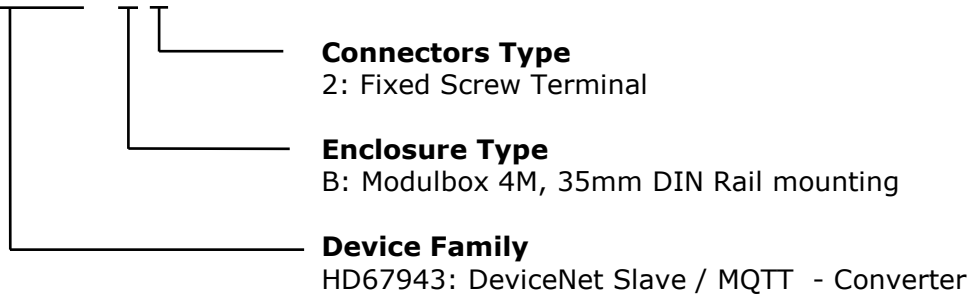 Connectors Type
2: Fixed Screw Terminal
Enclosure Type
B: Modulbox 4M, 35mm DIN Rail mounting
Device Family
HD67943: DeviceNet Slave / MQTT - Converter